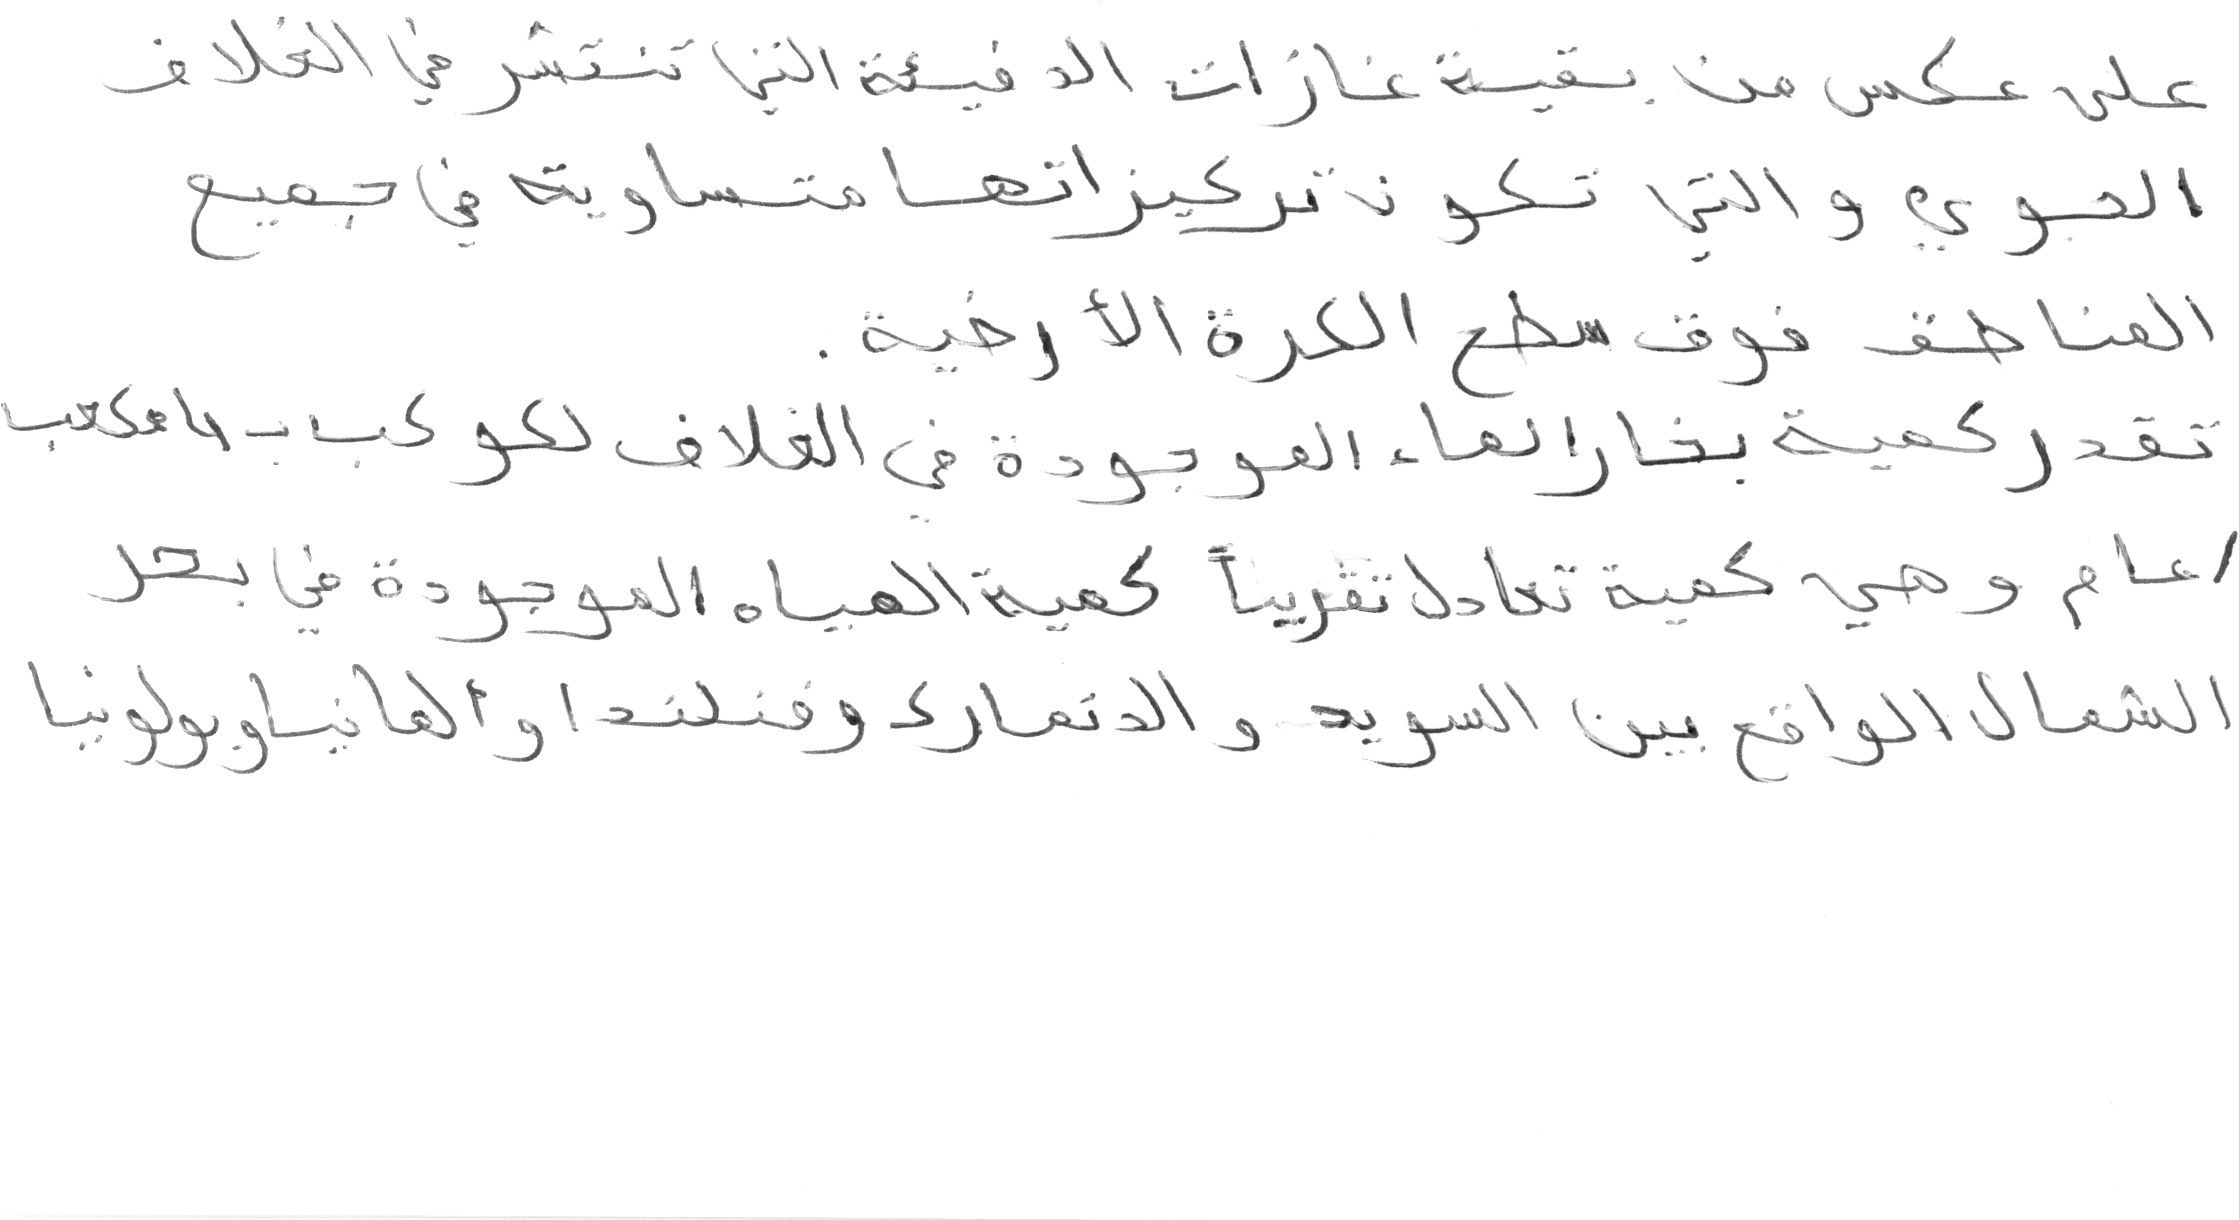 على عكس من بقية غازات الدفيئة التي تنتشر في الغلاف
الجوي والتي تكون تركيزاتها متساوية في جميع
المناطق فوق سطح الكرة الأرضية.
تقدر كمية بخار الماء الموجودة في الغلاف لكوكب بـ مكعب
/عام وهي كمية تعادل تقريباً كمية المياه الموجودة في بحر
الشمال الواقع بين السويد والدنمارك وفنلندا وألمانيا وبولونيا